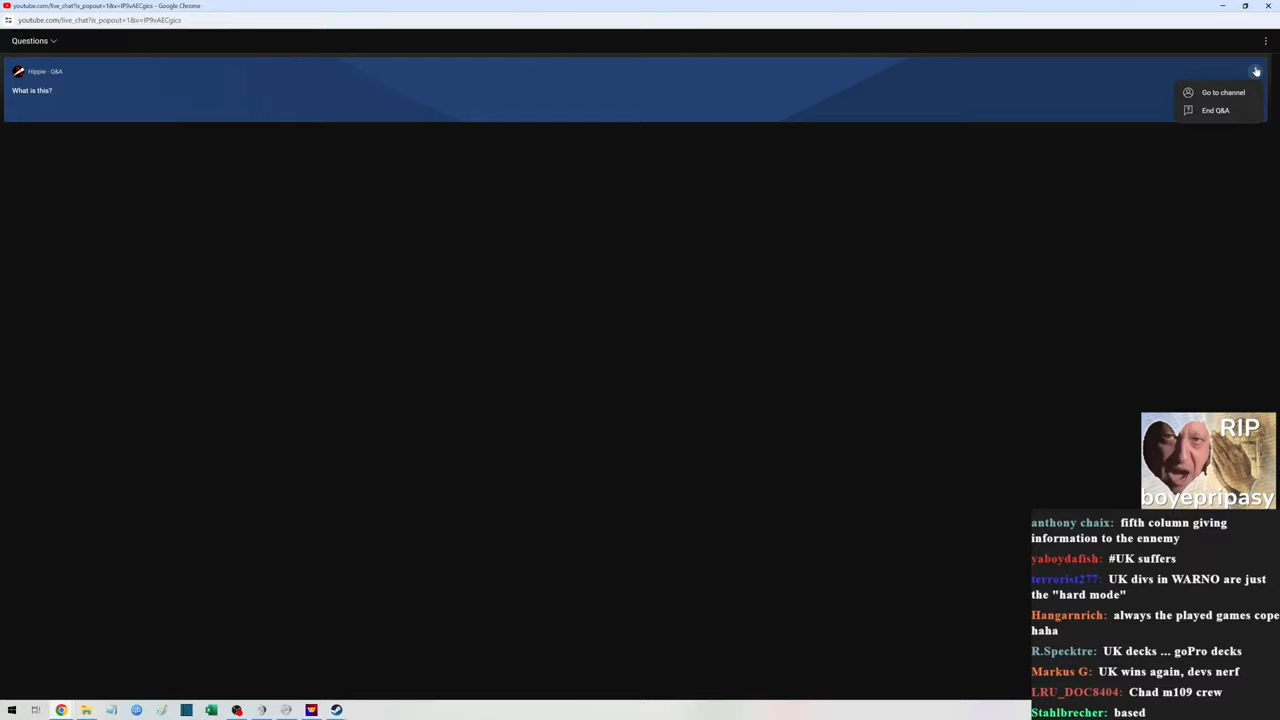 youtube.com/live_chat?is_popout=1&v=IP9vAECgics - Google Chrome
youtube.com/live_chat?is_popout=1&v=IP9vAECgics
Questions
Hippie · Q&A
What is this?
Go to channel
End Q&A
RIP
boyepripasy
anthony chaix: fifth column giving
information to the ennemy
yaboydafish: #UK suffers
terrorist277: UK divs in WARNO are just
the "hard mode"
Hangarnrich: always the played games cope
haha
R.Specktre: UK decks ... goPro decks
Markus G: UK wins again, devs nerf
LRU_DOC8404: Chad m109 crew
Stahlbrecher: based